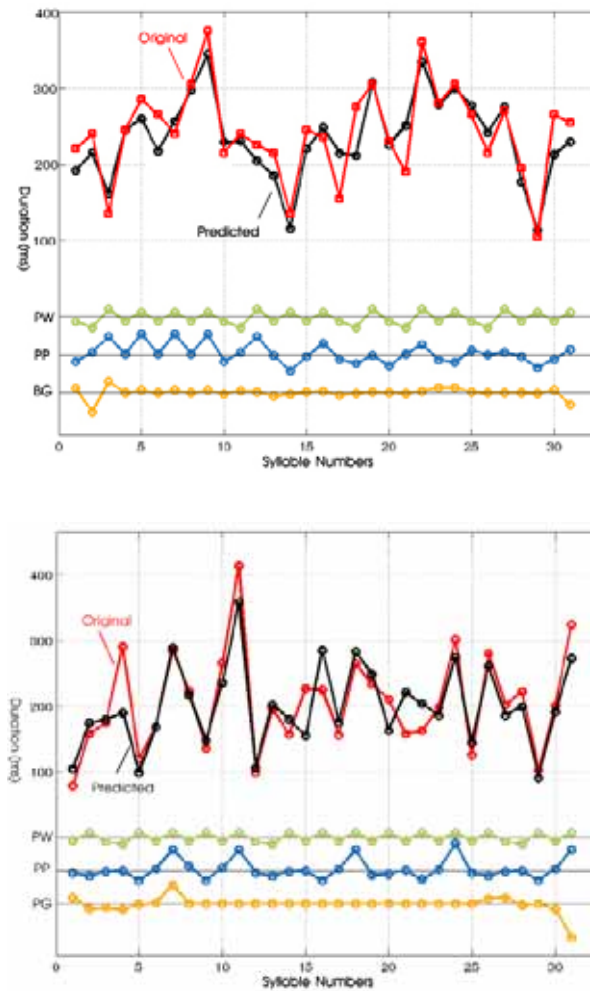 400
Original
300
Duration (ms)
200
Predicted
100
PW
PP
BG
0 5 10 15 20 25 30
Syllable Numbers
400
Original
300
Duration (ms)
200
100
Predicted
PW
PP
PG
0 5 10 15 20 25 30
Syllable Numbers